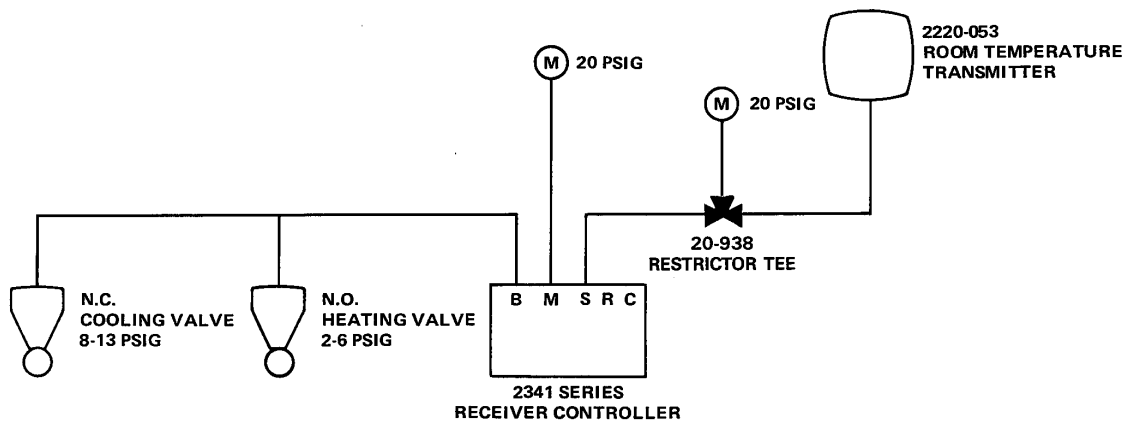 2220-053
ROOM TEMPERATURE
TRANSMITTER
M 20 PSIG
M 20 PSIG
20-938
RESTRICTOR TEE
N.C.
COOLING VALVE
8-13 PSIG
N.O.
HEATING VALVE
2-6 PSIG
B M S R C
2341 SERIES
RECEIVER CONTROLLER